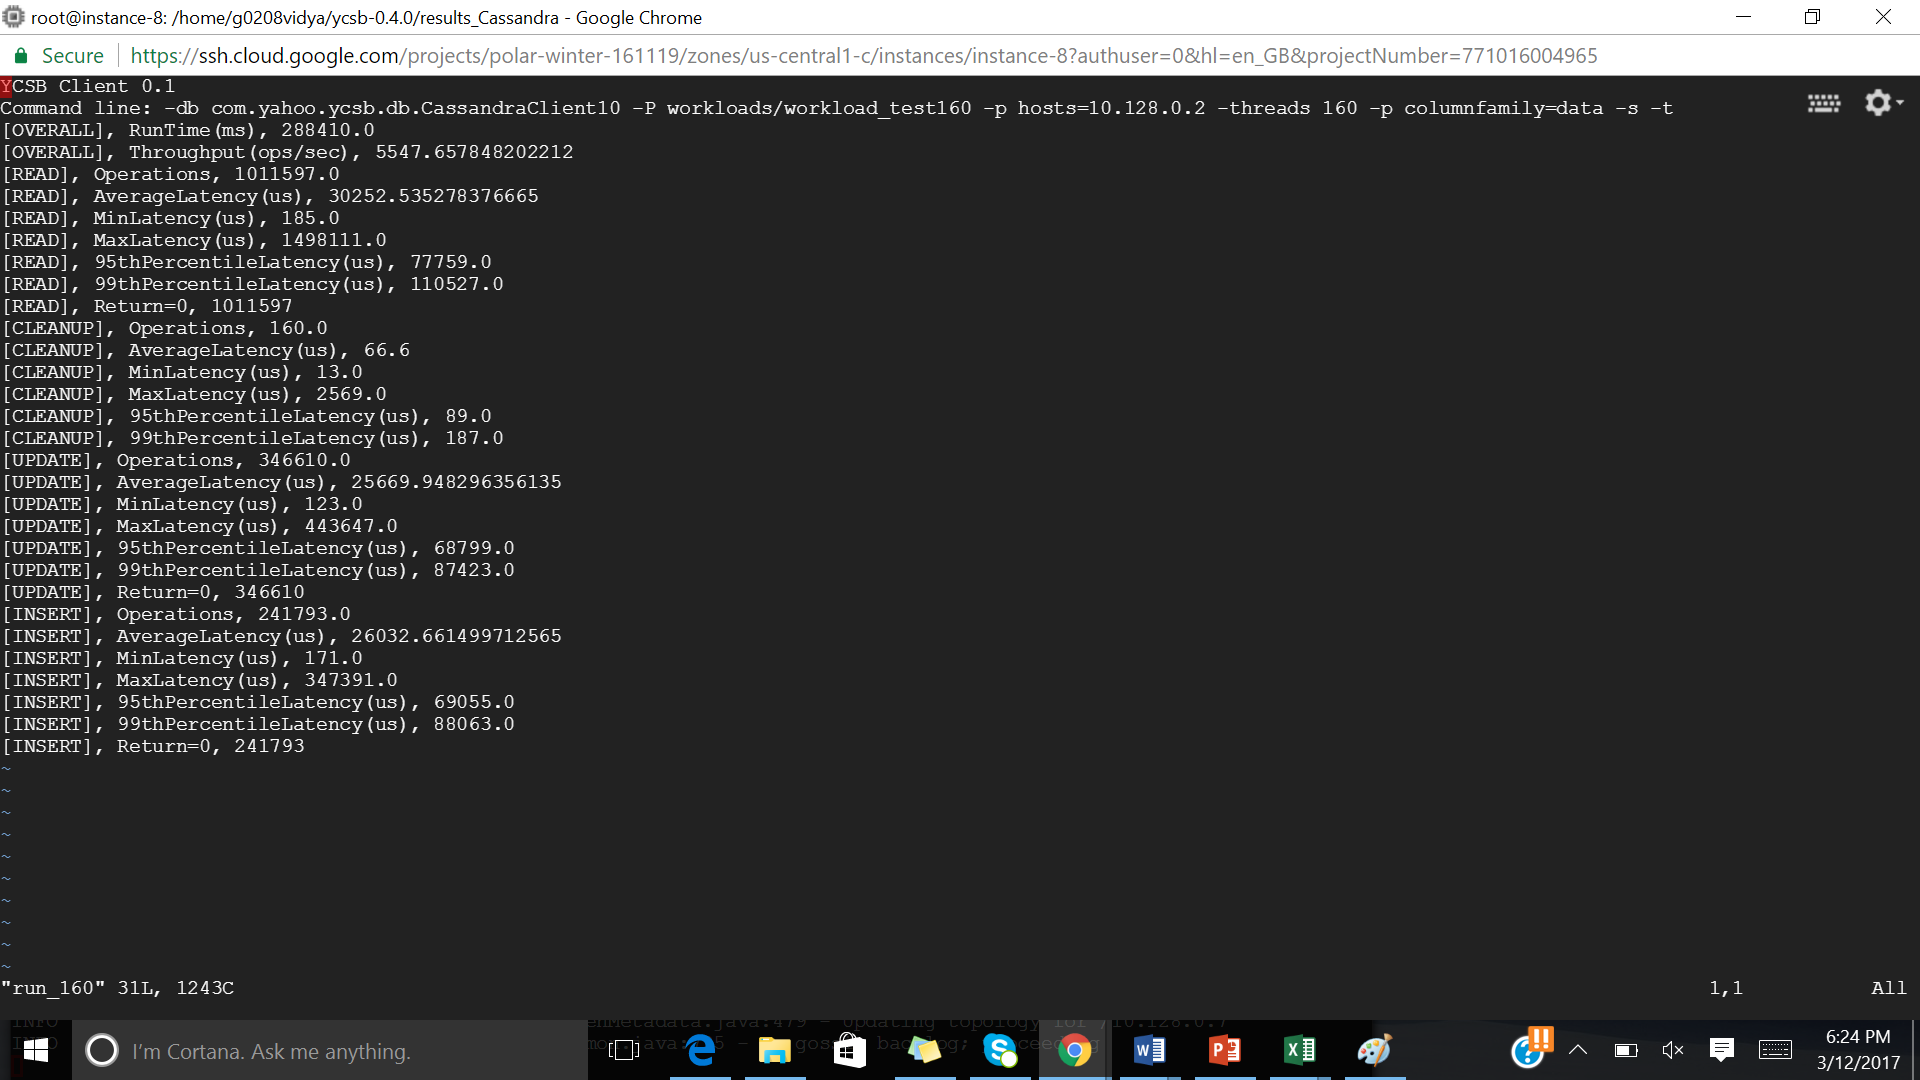 root@instance-8: /home/g0208vidya/ycsb-0.4.0/results_Cassandra - Google Chrome
Secure https://ssh.cloud.google.com/projects/polar-winter-161119/zones/us-central1-c/instances/instance-8?authuser=0&hl=en_GB&projectNumber=771016004965
YCSB Client 0.1
Command line: -db com.yahoo.ycsb.db.CassandraClient10 -P workloads/workload_test160 -p hosts=10.128.0.2 -threads 160 -p columnfamily=data -s -t
[OVERALL], RunTime(ms), 288410.0
[OVERALL], Throughput(ops/sec), 5547.657848202212
[READ], Operations, 1011597.0
[READ], AverageLatency(us), 30252.535278376665
[READ], MinLatency(us), 185.0
[READ], MaxLatency(us), 1498111.0
[READ], 95thPercentileLatency(us), 77759.0
[READ], 99thPercentileLatency(us), 110527.0
[READ], Return=0, 1011597
[CLEANUP], Operations, 160.0
[CLEANUP], AverageLatency(us), 66.6
[CLEANUP], MinLatency(us), 13.0
[CLEANUP], MaxLatency(us), 2569.0
[CLEANUP], 95thPercentileLatency(us), 89.0
[CLEANUP], 99thPercentileLatency(us), 187.0
[UPDATE], Operations, 346610.0
[UPDATE], AverageLatency(us), 25669.948296356135
[UPDATE], MinLatency(us), 123.0
[UPDATE], MaxLatency(us), 443647.0
[UPDATE], 95thPercentileLatency(us), 68799.0
[UPDATE], 99thPercentileLatency(us), 87423.0
[UPDATE], Return=0, 346610
[INSERT], Operations, 241793.0
[INSERT], AverageLatency(us), 26032.661499712565
[INSERT], MinLatency(us), 171.0
[INSERT], MaxLatency(us), 347391.0
[INSERT], 95thPercentileLatency(us), 69055.0
[INSERT], 99thPercentileLatency(us), 88063.0
[INSERT], Return=0, 241793
~
~
~
~
~
~
~
~
~
~
"run_160" 31L, 1243C 1,1 All
I'm Cortana. Ask me anything.
6:24 PM
3/12/2017